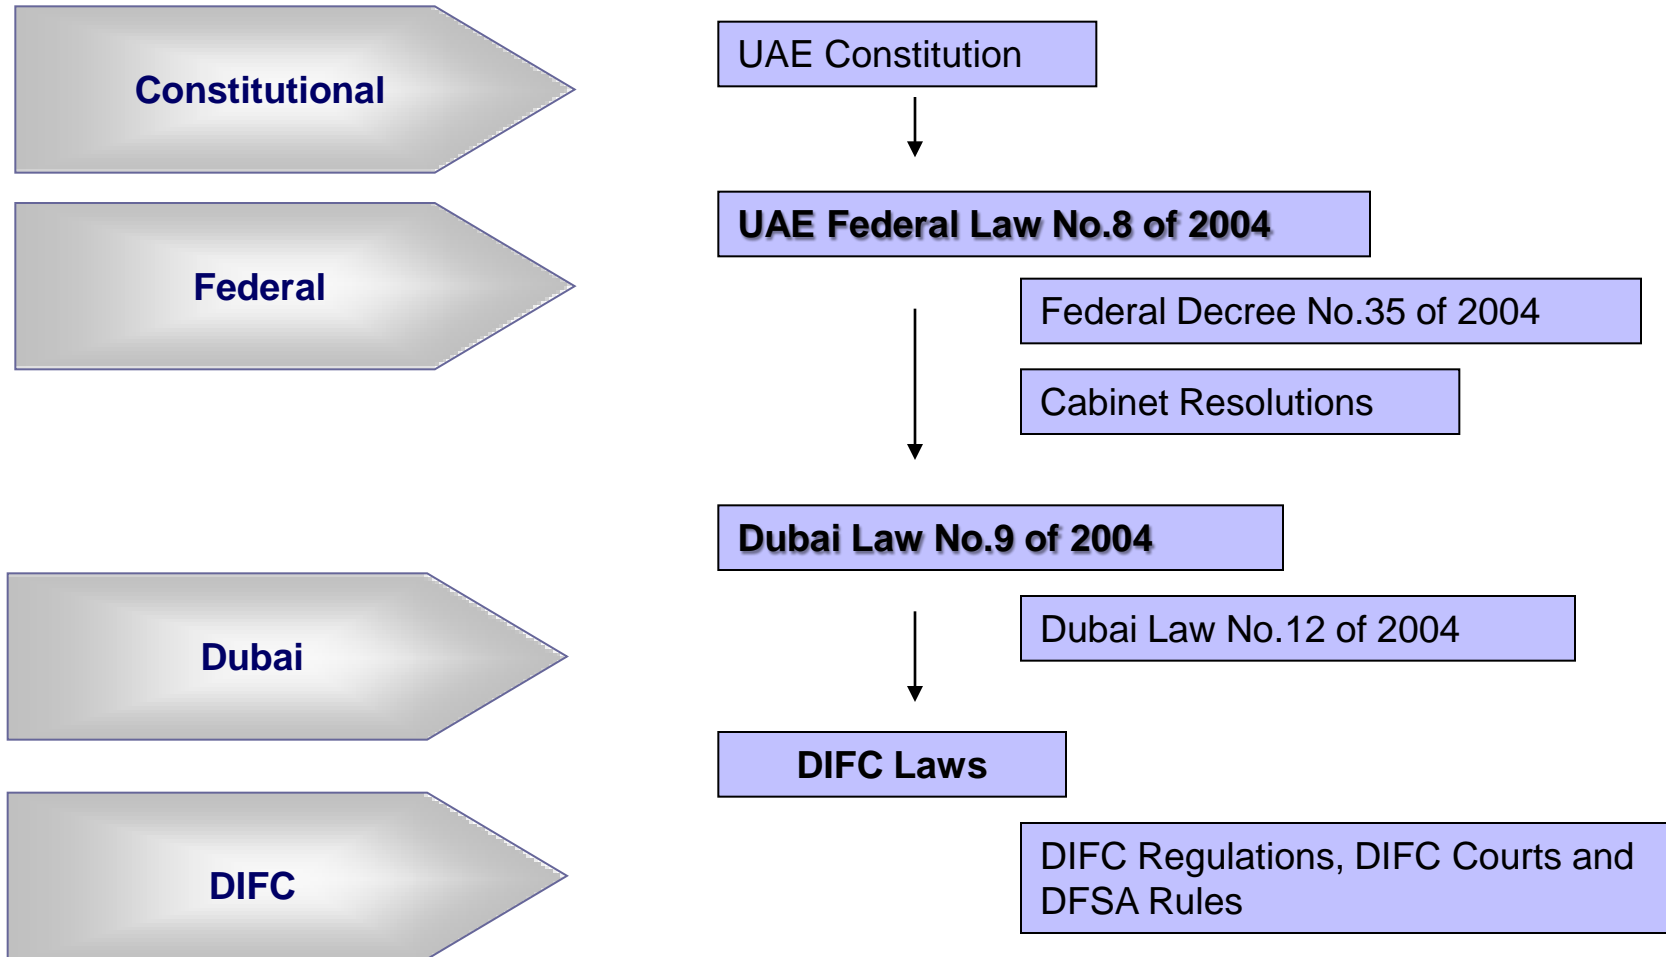 Constitutional
UAE Constitution
Federal
UAE Federal Law No.8 of 2004
Federal Decree No.35 of 2004
Cabinet Resolutions
Dubai Law No.9 of 2004
Dubai
Dubai Law No.12 of 2004
DIFC Laws
DIFC
DIFC Regulations, DIFC Courts and
DFSA Rules